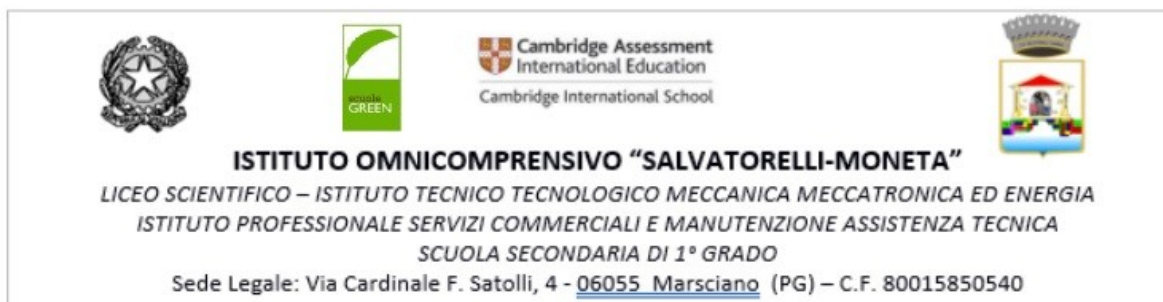 scuola
GREEN
Cambridge Assessment
International Education
Cambridge International School
ISTITUTO OMNICOMPRENSIVO “SALVATORELLI-MONETA”
LICEO SCIENTIFICO – ISTITUTO TECNICO TECNOLOGICO MECCANICA MECCATRONICA ED ENERGIA
ISTITUTO PROFESSIONALE SERVIZI COMMERCIALI E MANUTENZIONE ASSISTENZA TECNICA
SCUOLA SECONDARIA DI 1° GRADO
Sede Legale: Via Cardinale F. Satolli, 4 - 06055 Marsciano (PG) – C.F. 80015850540